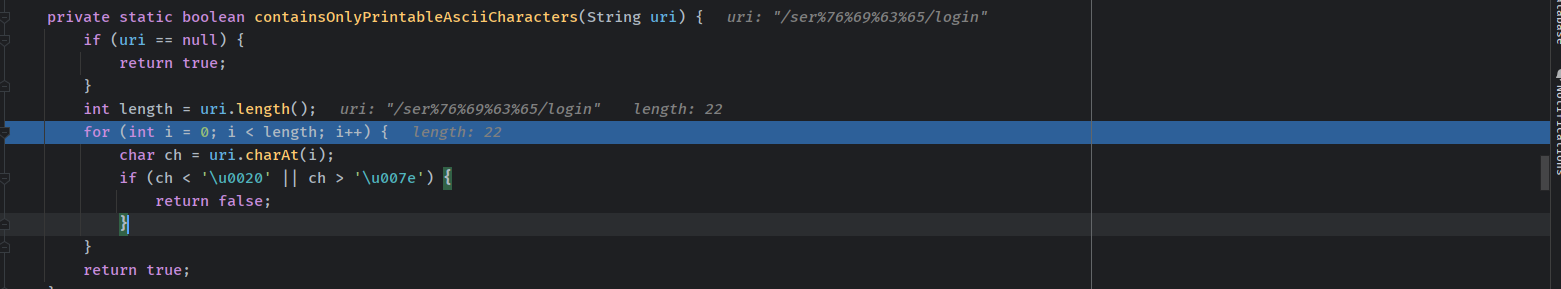 private static boolean containsOnlyPrintableAsciiCharacters(String uri) {   uri: "/ser%76%69%63%65/login"
    if (uri == null) {
        return true;
    }
    int length = uri.length();   uri: "/ser%76%69%63%65/login"    length: 22
    for (int i = 0; i < length; i++) {   length: 22
        char ch = uri.charAt(i);
        if (ch < '\u0020' || ch > '\u007e') {
            return false;
        }
    }
    return true;
Notifications